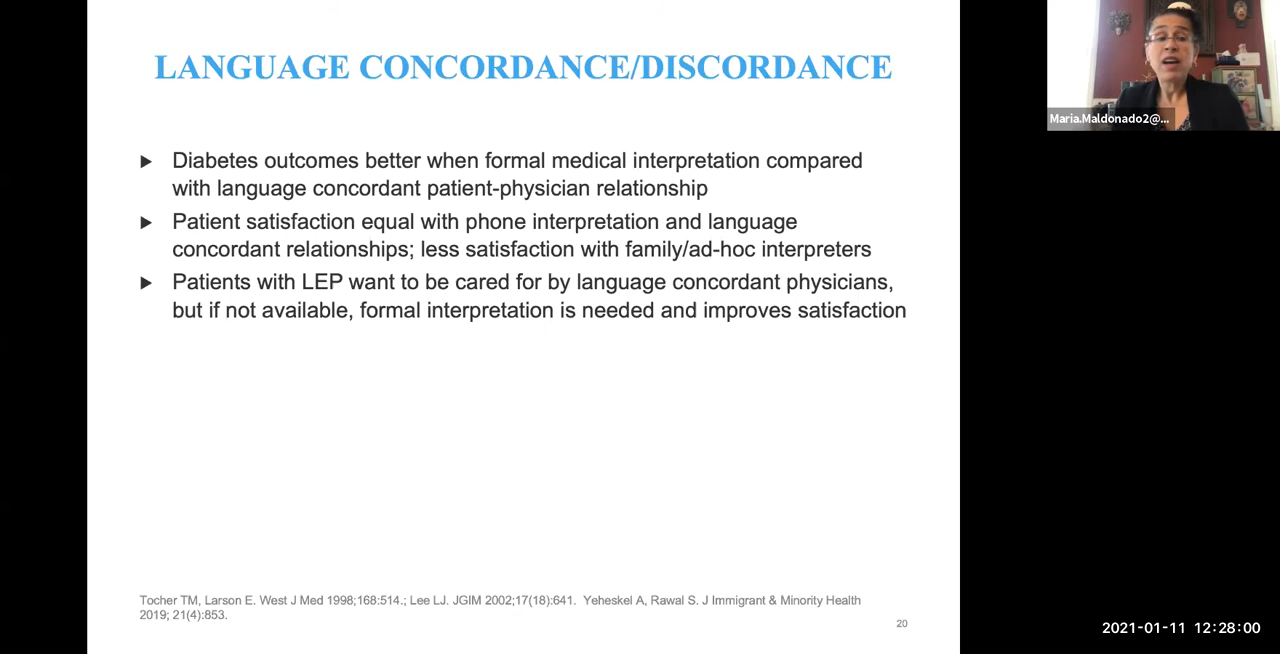 LANGUAGE CONCORDANCE/DISCORDANCE
Diabetes outcomes better when formal medical interpretation compared
with language concordant patient-physician relationship
Patient satisfaction equal with phone interpretation and language
concordant relationships; less satisfaction with family/ad-hoc interpreters
Patients with LEP want to be cared for by language concordant physicians,
but if not available, formal interpretation is needed and improves satisfaction
Tocher TM, Larson E. West J Med 1998;168:514.; Lee LJ. JGIM 2002;17(18):641. Yeheskel A, Rawal S. J Immigrant & Minority Health
2019; 21(4):853.
20
Maria.Maldonado2@...
2021-01-11 12:28:00